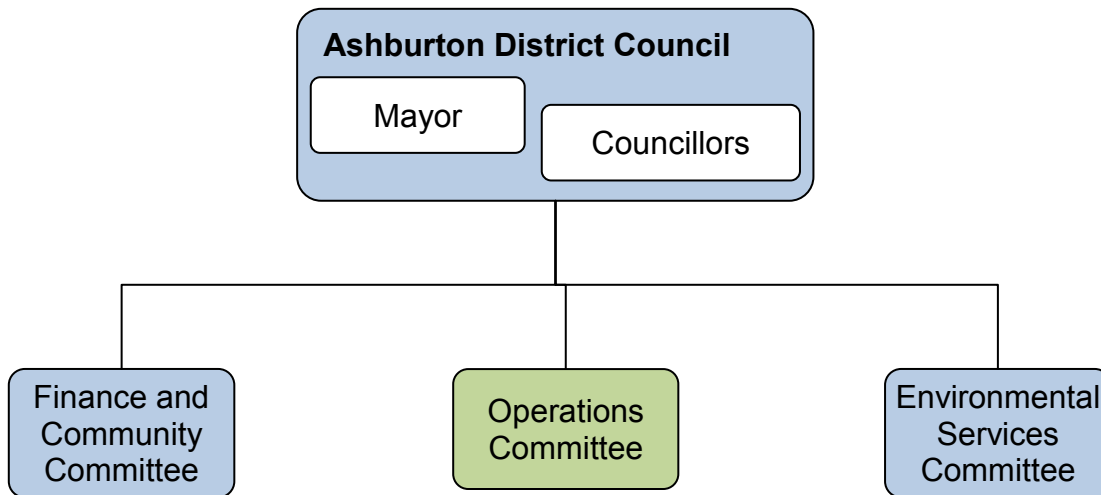 Ashburton District Council
Mayor
Councillors
Finance and
Community
Committee
Operations
Committee
Environmental
Services
Committee